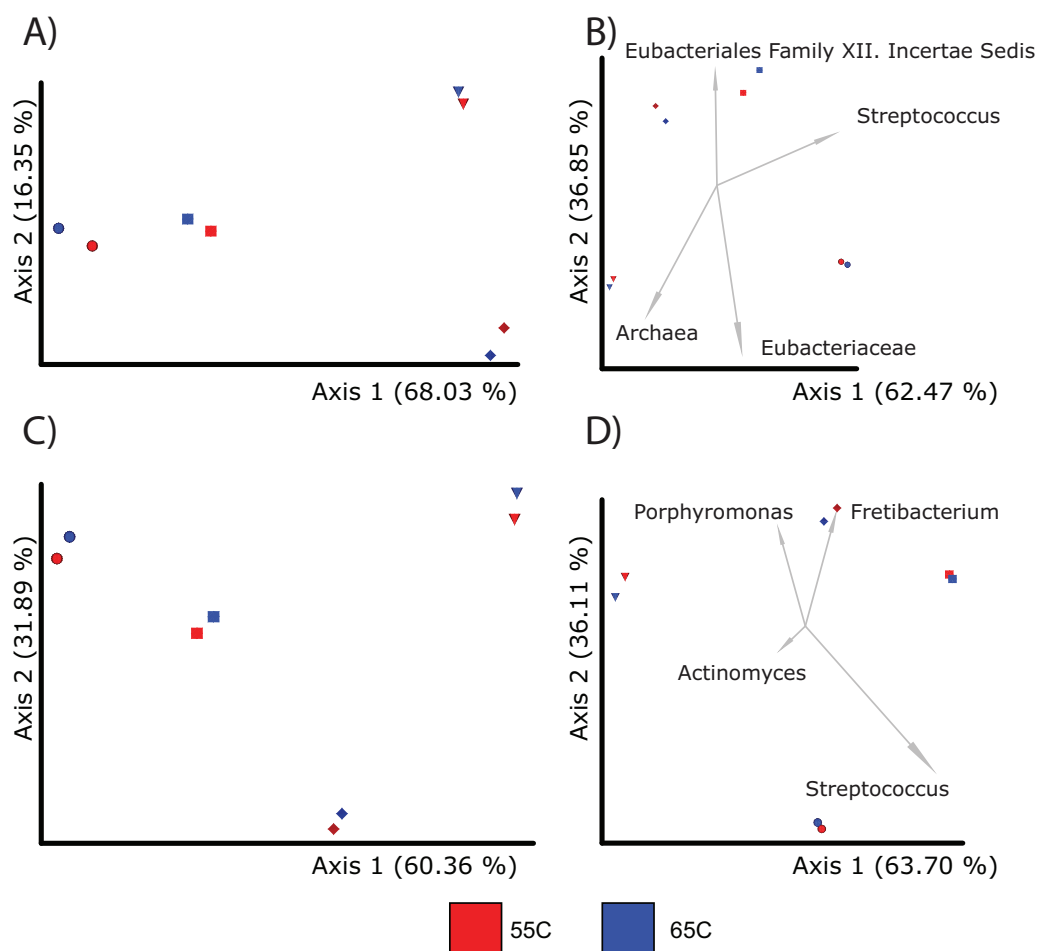 A)
Axis 2 (16.35 %)
Axis 1 (68.03 %)
B)
Eubacteriales Family XII. Incertae Sedis
Streptococcus
Axis 2 (36.85 %)
Archaea
Eubacteriaceae
Axis 1 (62.47 %)
C)
Axis 2 (31.89 %)
Axis 1 (60.36 %)
D)
Porphyromonas
Fretibacterium
Axis 2 (36.11 %)
Actinomyces
Streptococcus
Axis 1 (63.70 %)
55C
65C